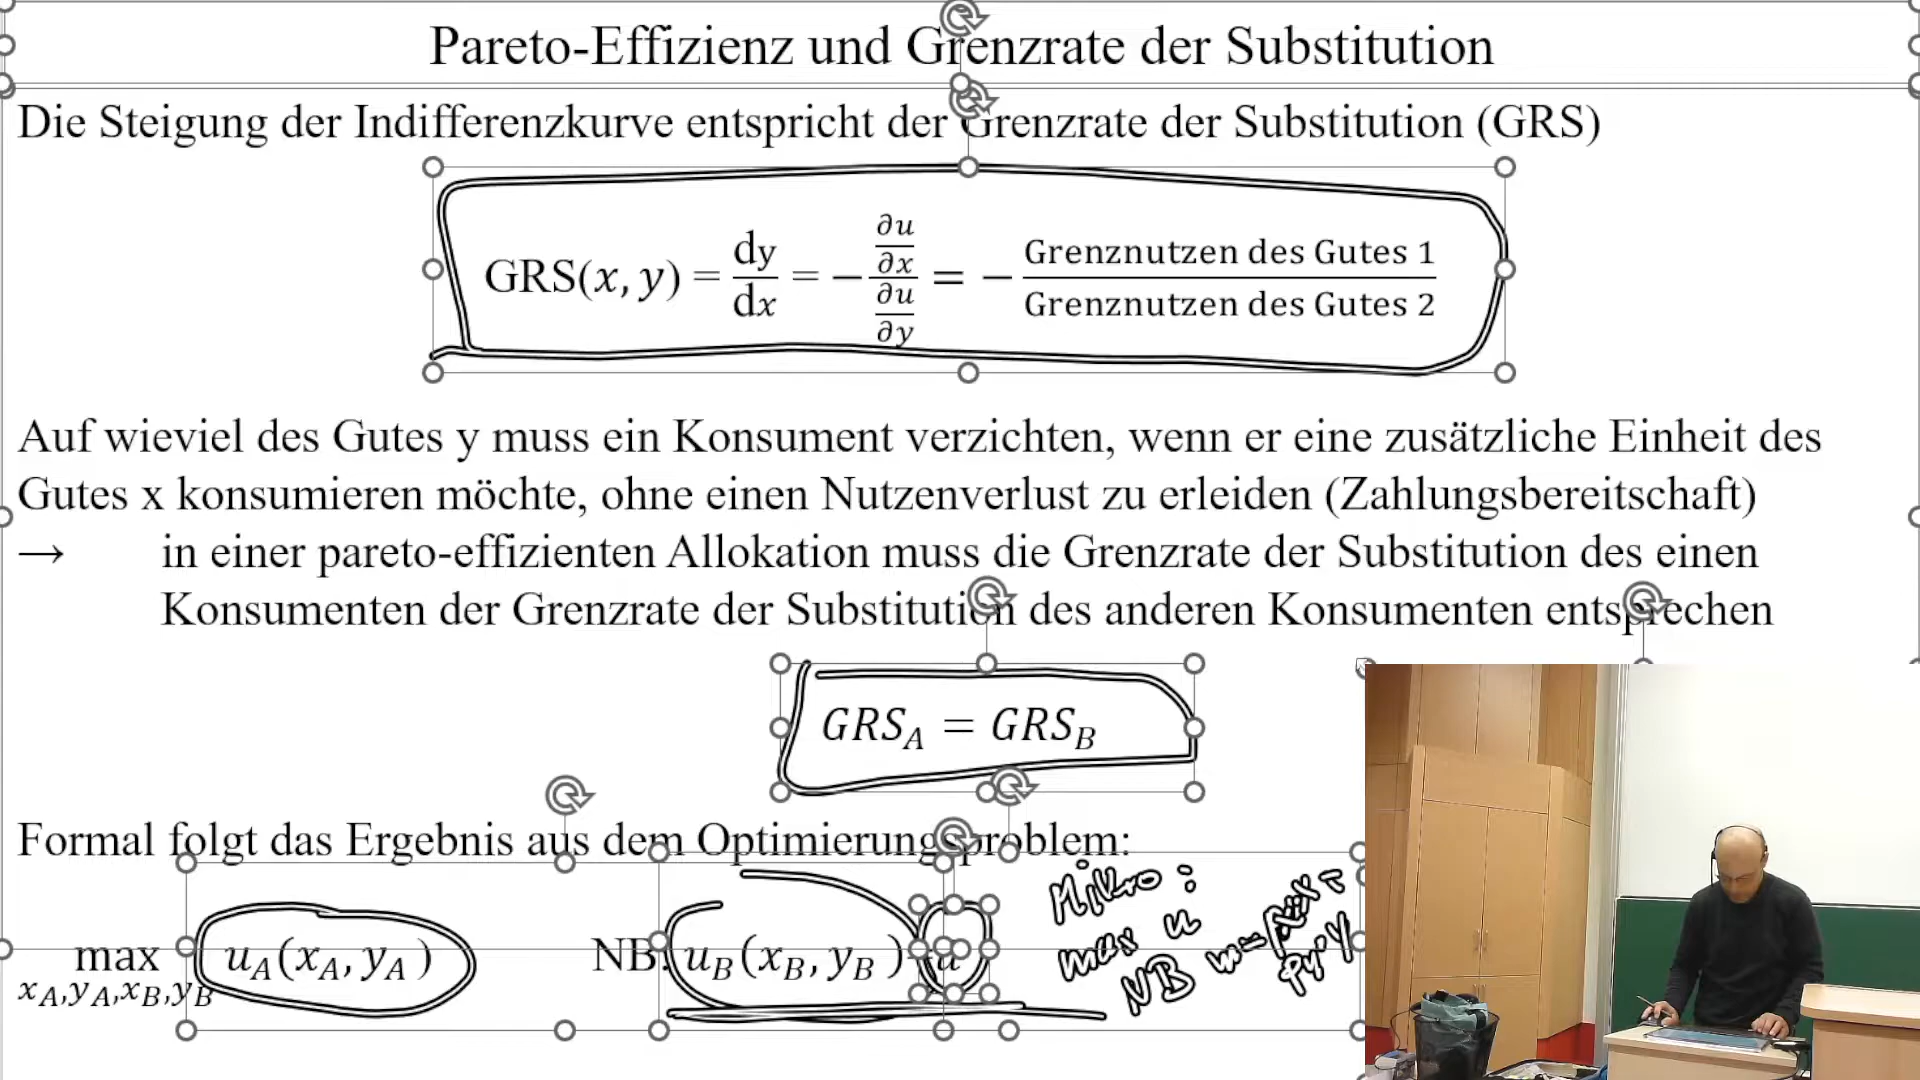 Pareto-Effizienz und Grenzrate der Substitution
Die Steigung der Indifferenzkurve entspricht der Grenzrate der Substitution (GRS)
GRS(x, y) = dy/dx = − (∂u/∂x)/(∂u/∂y) = − Grenznutzen des Gutes 1 / Grenznutzen des Gutes 2
Auf wieviel des Gutes y muss ein Konsument verzichten, wenn er eine zusätzliche Einheit des
Gutes x konsumieren möchte, ohne einen Nutzenverlust zu erleiden (Zahlungsbereitschaft)
→ in einer pareto-effizienten Allokation muss die Grenzrate der Substitution des einen
Konsumenten der Grenzrate der Substitution des anderen Konsumenten entsprechen
GRS_A = GRS_B
Formal folgt das Ergebnis aus dem Optimierungsproblem:
max u_A(x_A, y_A) NB: u_B(x_B, y_B)
x_A,y_A,x_B,y_B
Mikro:
max u
NB m=